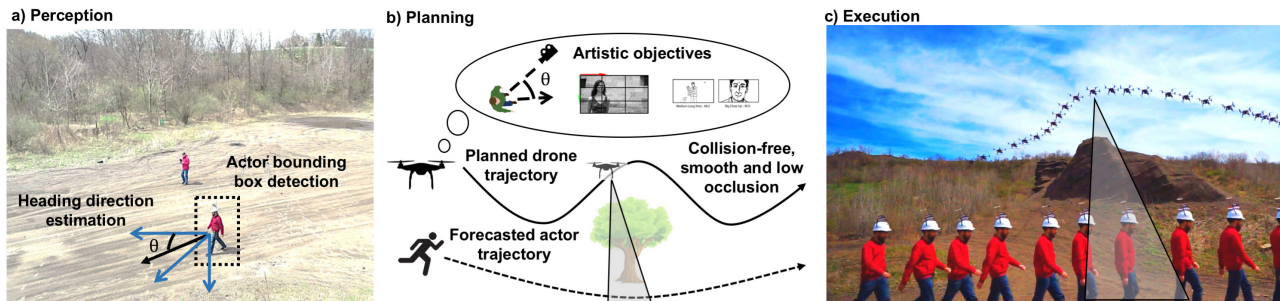 a) Perception
Actor bounding
box detection
Heading direction
estimation
θ
b) Planning
Artistic objectives
θ
Planned drone
trajectory
Collision-free,
smooth and low
occlusion
Forecasted actor
trajectory
c) Execution